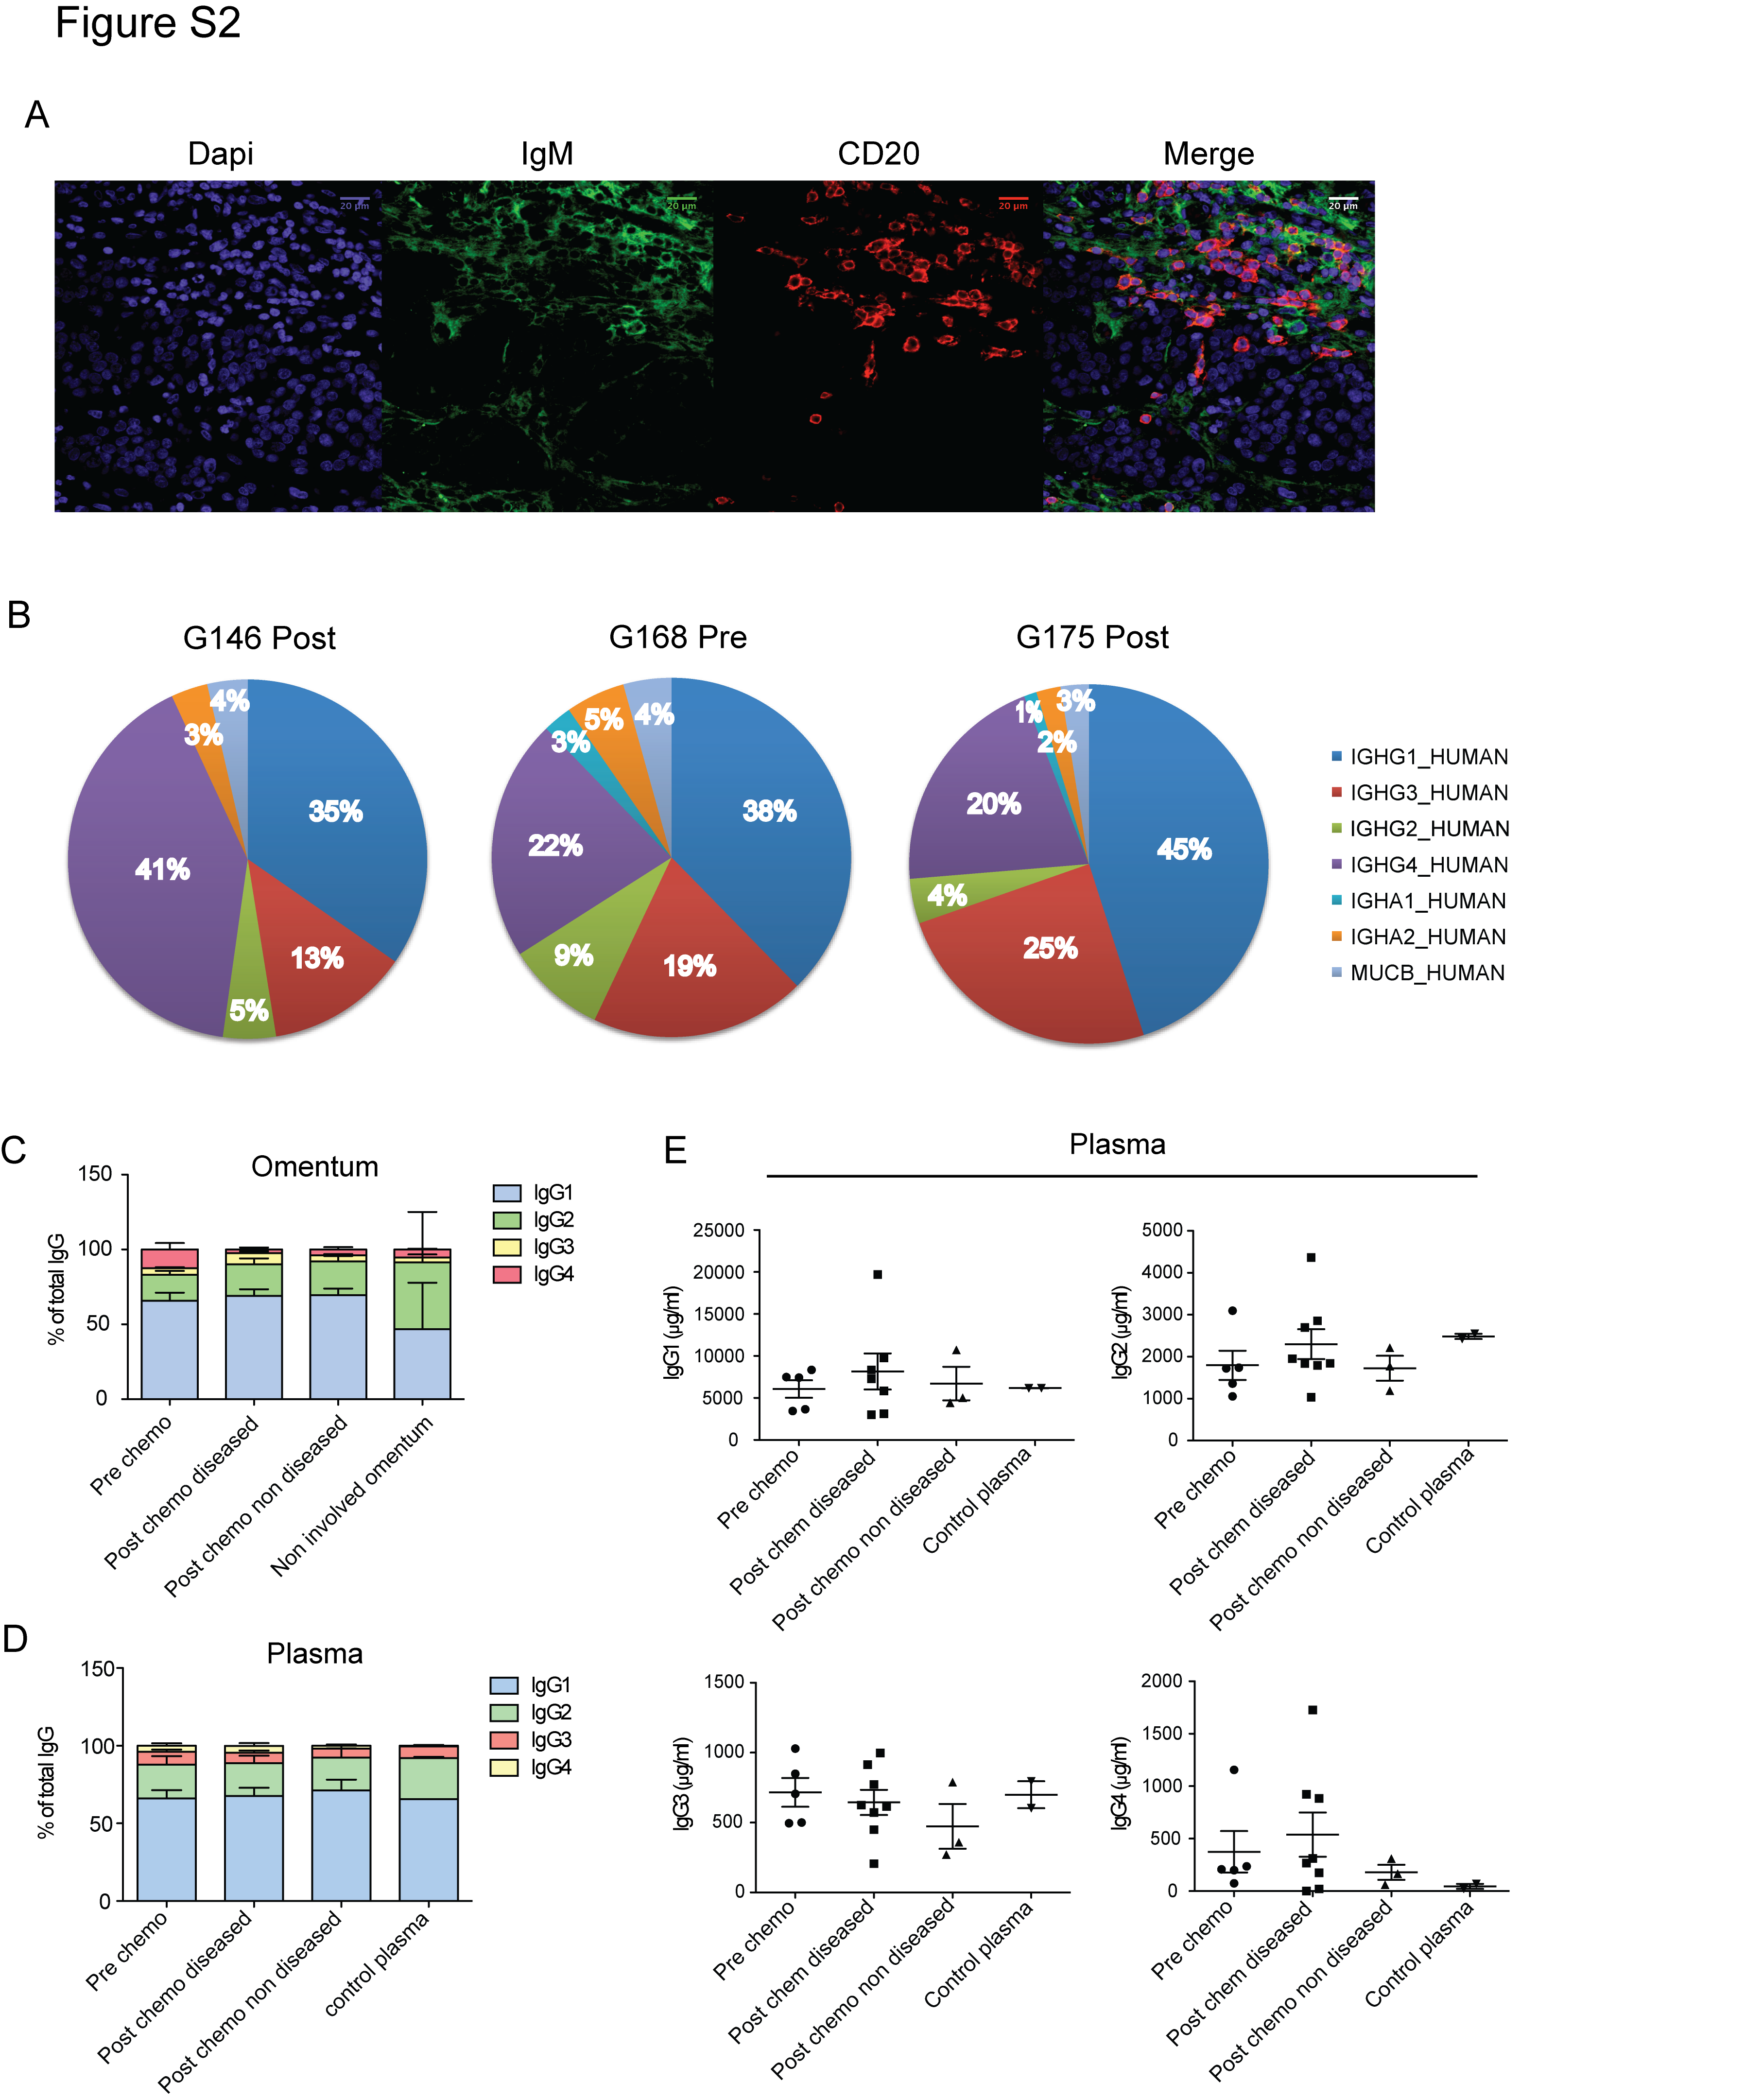 Figure S2
A
Dapi IgM CD20 Merge
20 µm 20 µm 20 µm 20 µm
B
G146 Post G168 Pre G175 Post
4% 3% 35% 41% 13% 5%
4% 5% 3% 38% 22% 9% 19%
3% 1% 2% 20% 45% 4% 25%
IGHG1_HUMAN
IGHG3_HUMAN
IGHG2_HUMAN
IGHG4_HUMAN
IGHA1_HUMAN
IGHA2_HUMAN
MUCB_HUMAN
C
Omentum
% of total IgG
150
100
50
0
IgG1
IgG2
IgG3
IgG4
Pre chemo
Post chemo diseased
Post chemo non diseased
Non involved omentum
D
Plasma
% of total IgG
150
100
50
0
IgG1
IgG2
IgG3
IgG4
Pre chemo
Post chemo diseased
Post chemo non diseased
control plasma
E
Plasma
IgG1 (µg/ml)
25000
20000
15000
10000
5000
0
Pre chemo
Post chem diseased
Post chemo non diseased
Control plasma
IgG2 (µg/ml)
5000
4000
3000
2000
1000
0
Pre chemo
Post chem diseased
Post chemo non diseased
Control plasma
IgG3 (µg/ml)
1500
1000
500
0
Pre chemo
Post chem diseased
Post chemo non diseased
Control plasma
IgG4 (µg/ml)
2000
1500
1000
500
0
Pre chemo
Post chem diseased
Post chemo non diseased
Control plasma